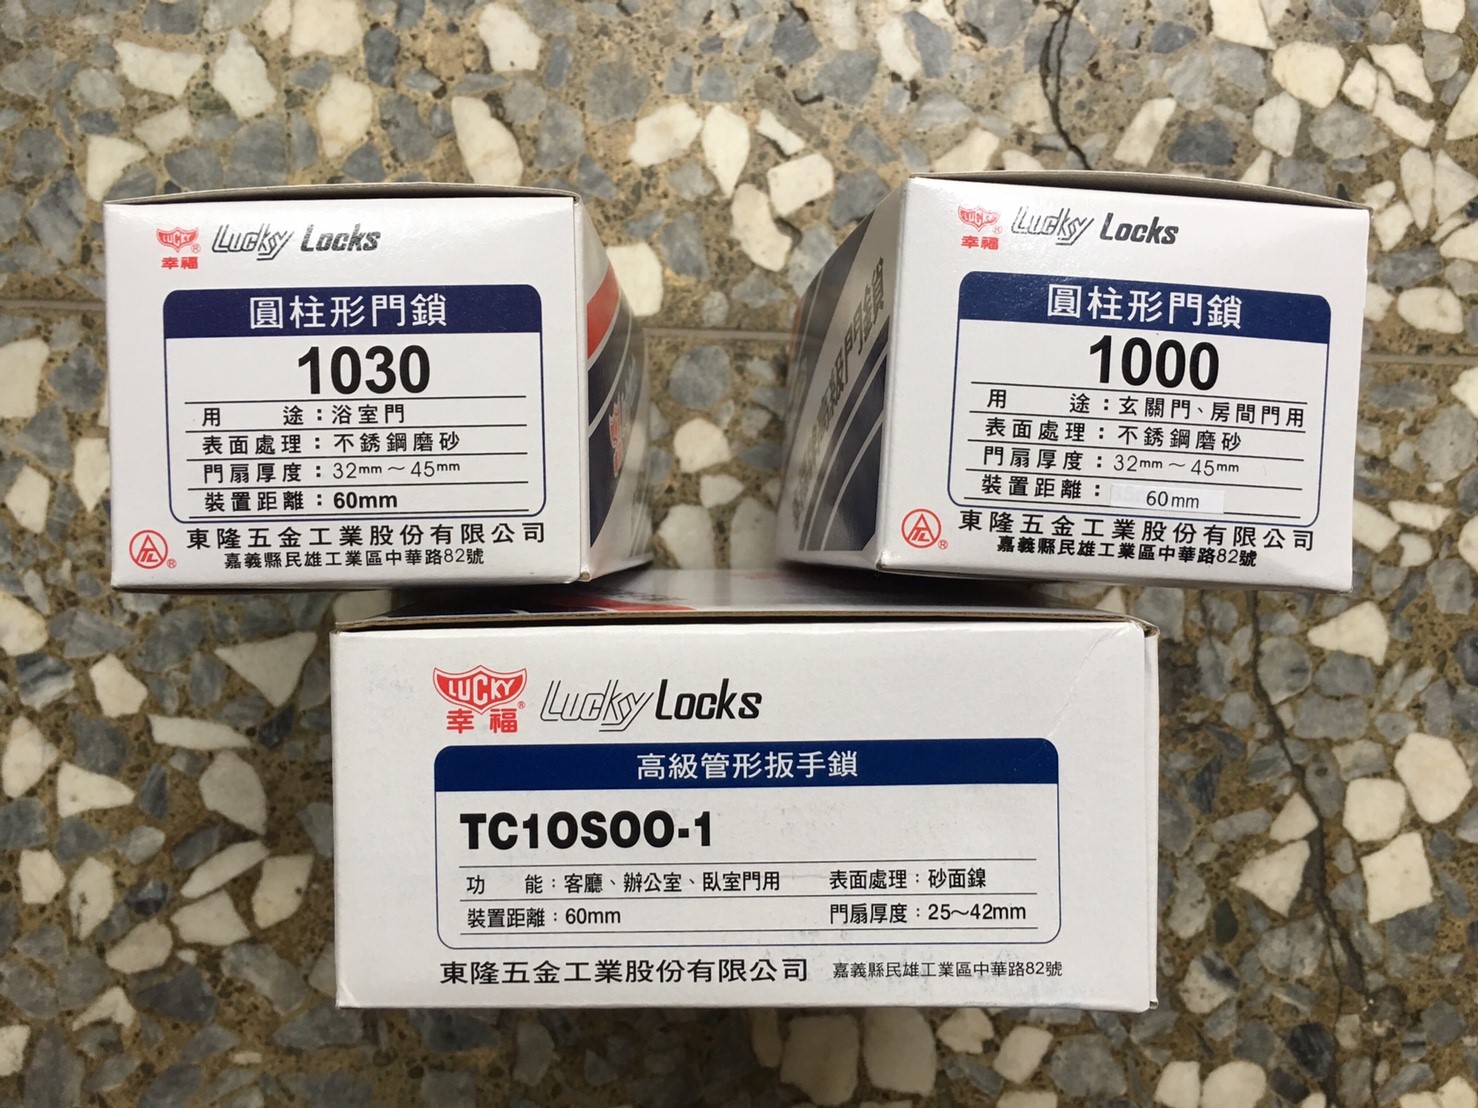 LUCKY
幸福
Lucky Locks
圓柱形門鎖
1030
用途：浴室門
表面處理：不銹鋼磨砂
門扇厚度：32mm～45mm
裝置距離：60mm
東隆五金工業股份有限公司
嘉義縣民雄工業區中華路82號
LUCKY
幸福
Lucky Locks
圓柱形門鎖
1000
用途：玄關門、房間門用
表面處理：不銹鋼磨砂
門扇厚度：32mm～45mm
裝置距離：60mm
東隆五金工業股份有限公司
嘉義縣民雄工業區中華路82號
級門鎖
LUCKY
幸福
Lucky Locks
高級管形扳手鎖
TC10S00-1
功能：客廳、辦公室、臥室門用 表面處理：砂面鎳
裝置距離：60mm 門扇厚度：25～42mm
東隆五金工業股份有限公司 嘉義縣民雄工業區中華路82號